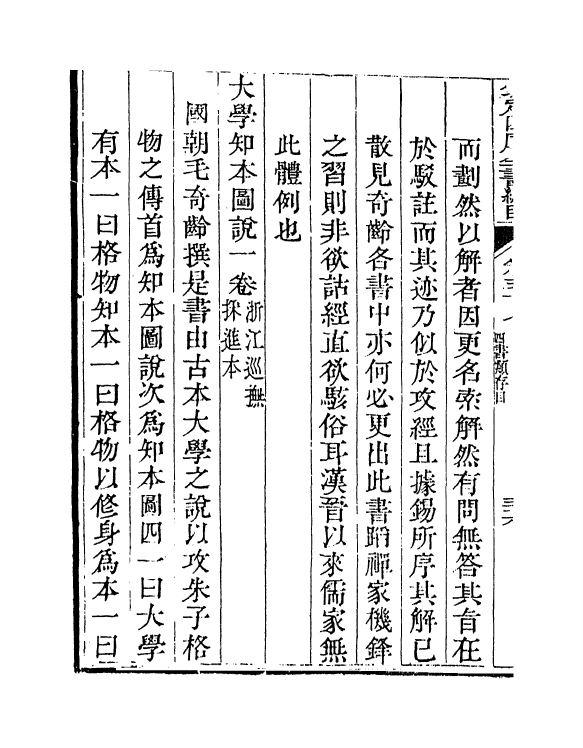 欽定四庫全書總目 卷三十七 四書類存目 三六
而劃然以解者因更名索解然有問無答其旨在
於駁註而其迹乃似於攻經且據錫所序其解已
散見奇齡各書中亦何必更出此書蹈禪家機鋒
之習則非欲詁經直欲駭俗耳漢晉以來儒家無
此體例也
大學知本圖說一卷浙江巡撫採進本
國朝毛奇齡撰是書由古本大學之說以攻朱子格
物之傳首爲知本圖說次爲知本圖四一曰大學
有本一曰格物知本一曰格物以修身爲本一曰